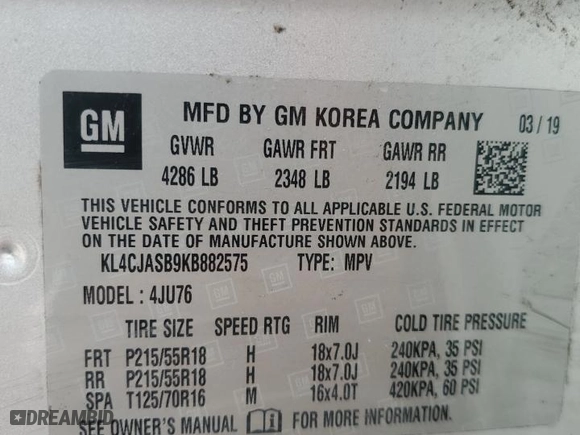 GM MFD BY GM KOREA COMPANY 03/19
GVWR GAWR FRT GAWR RR
4286 LB 2348 LB 2194 LB
THIS VEHICLE CONFORMS TO ALL APPLICABLE U.S. FEDERAL MOTOR
VEHICLE SAFETY AND THEFT PREVENTION STANDARDS IN EFFECT
ON THE DATE OF MANUFACTURE SHOWN ABOVE.
KL4CJASB9KB882575 TYPE: MPV
MODEL : 4JU76
TIRE SIZE SPEED RTG RIM COLD TIRE PRESSURE
FRT P215/55R18 H 18x7.0J 240KPA, 35 PSI
RR P215/55R18 H 18x7.0J 240KPA, 35 PSI
SPA T125/70R16 M 16x4.0T 420KPA, 60 PSI
SEE OWNER'S MANUAL FOR MORE INFORMATION
DREAMBID